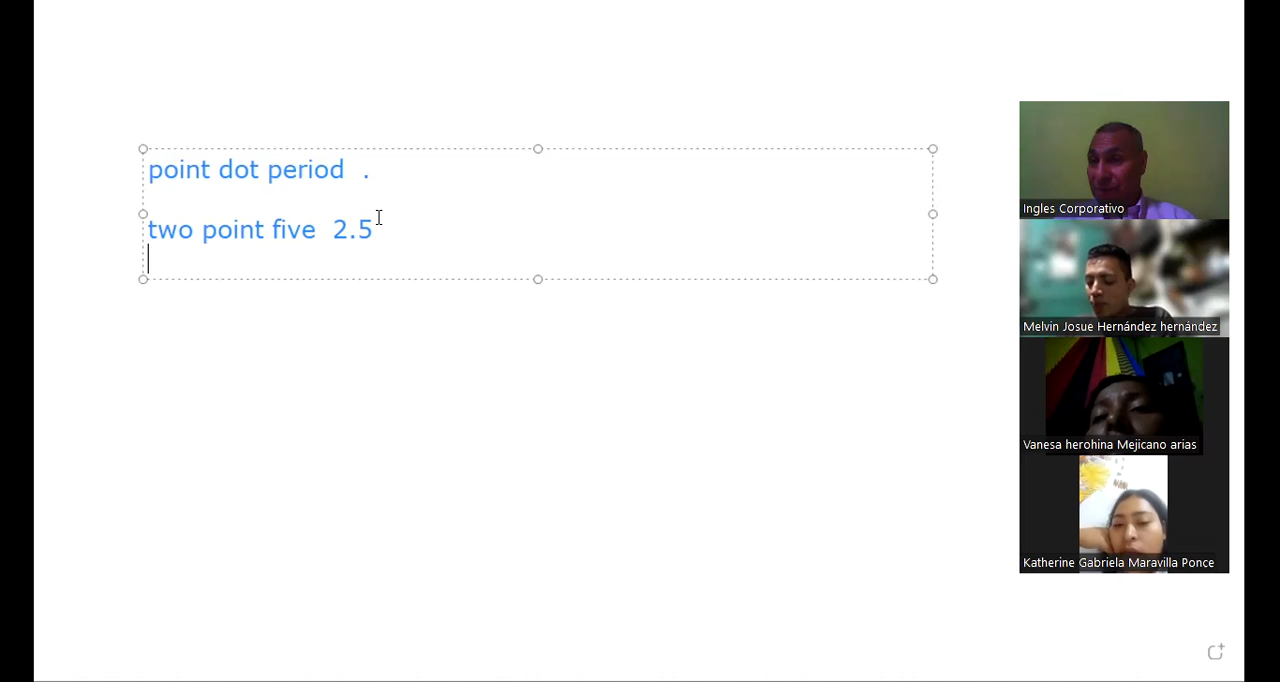 point dot period  .
two point five  2.5
Ingles Corporativo
Melvin Josue Hernández hernández
Vanesa herohina Mejicano arias
Katherine Gabriela Maravilla Ponce